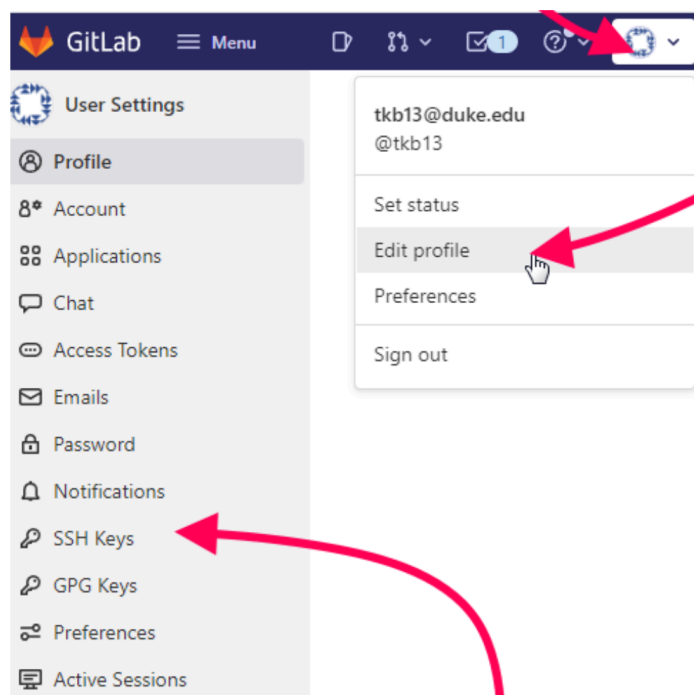 GitLab Menu 1
User Settings
Profile
Account
Applications
Chat
Access Tokens
Emails
Password
Notifications
SSH Keys
GPG Keys
Preferences
Active Sessions
tkb13@duke.edu
@tkb13
Set status
Edit profile
Preferences
Sign out